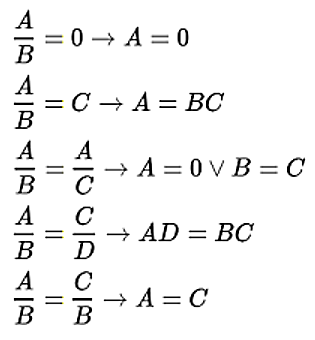 A/B = 0 → A = 0
A/B = C → A = BC
A/B = A/C → A = 0 ∨ B = C
A/B = C/D → AD = BC
A/B = C/B → A = C